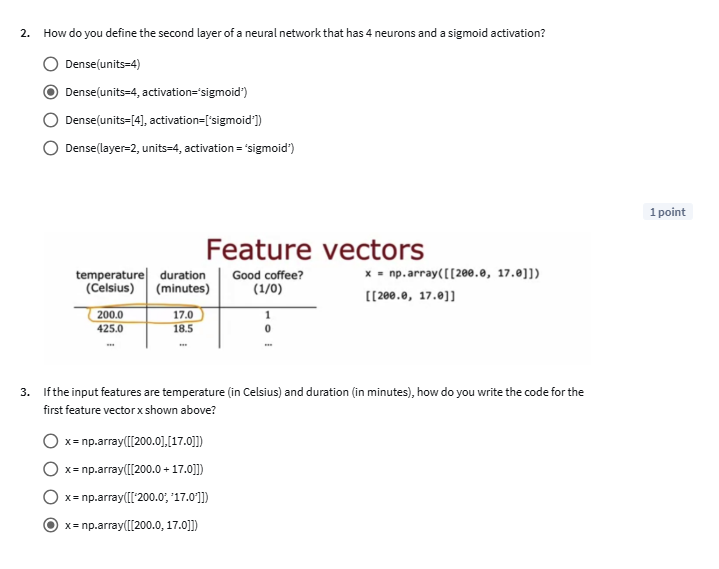 2. How do you define the second layer of a neural network that has 4 neurons and a sigmoid activation?
Dense(units=4)
Dense(units=4, activation=‘sigmoid’)
Dense(units=[4], activation=[‘sigmoid’])
Dense(layer=2, units=4, activation = ‘sigmoid’)
1 point
Feature vectors
temperature duration Good coffee? x = np.array([[200.0, 17.0]])
(Celsius) (minutes) (1/0)
[[200.0, 17.0]]
200.0 17.0 1
425.0 18.5 0
... ... ...
3. If the input features are temperature (in Celsius) and duration (in minutes), how do you write the code for the
first feature vector x shown above?
x = np.array([[200.0],[17.0]])
x = np.array([[200.0 + 17.0]])
x = np.array([[‘200.0’, ’17.0’]])
x = np.array([[200.0, 17.0]])